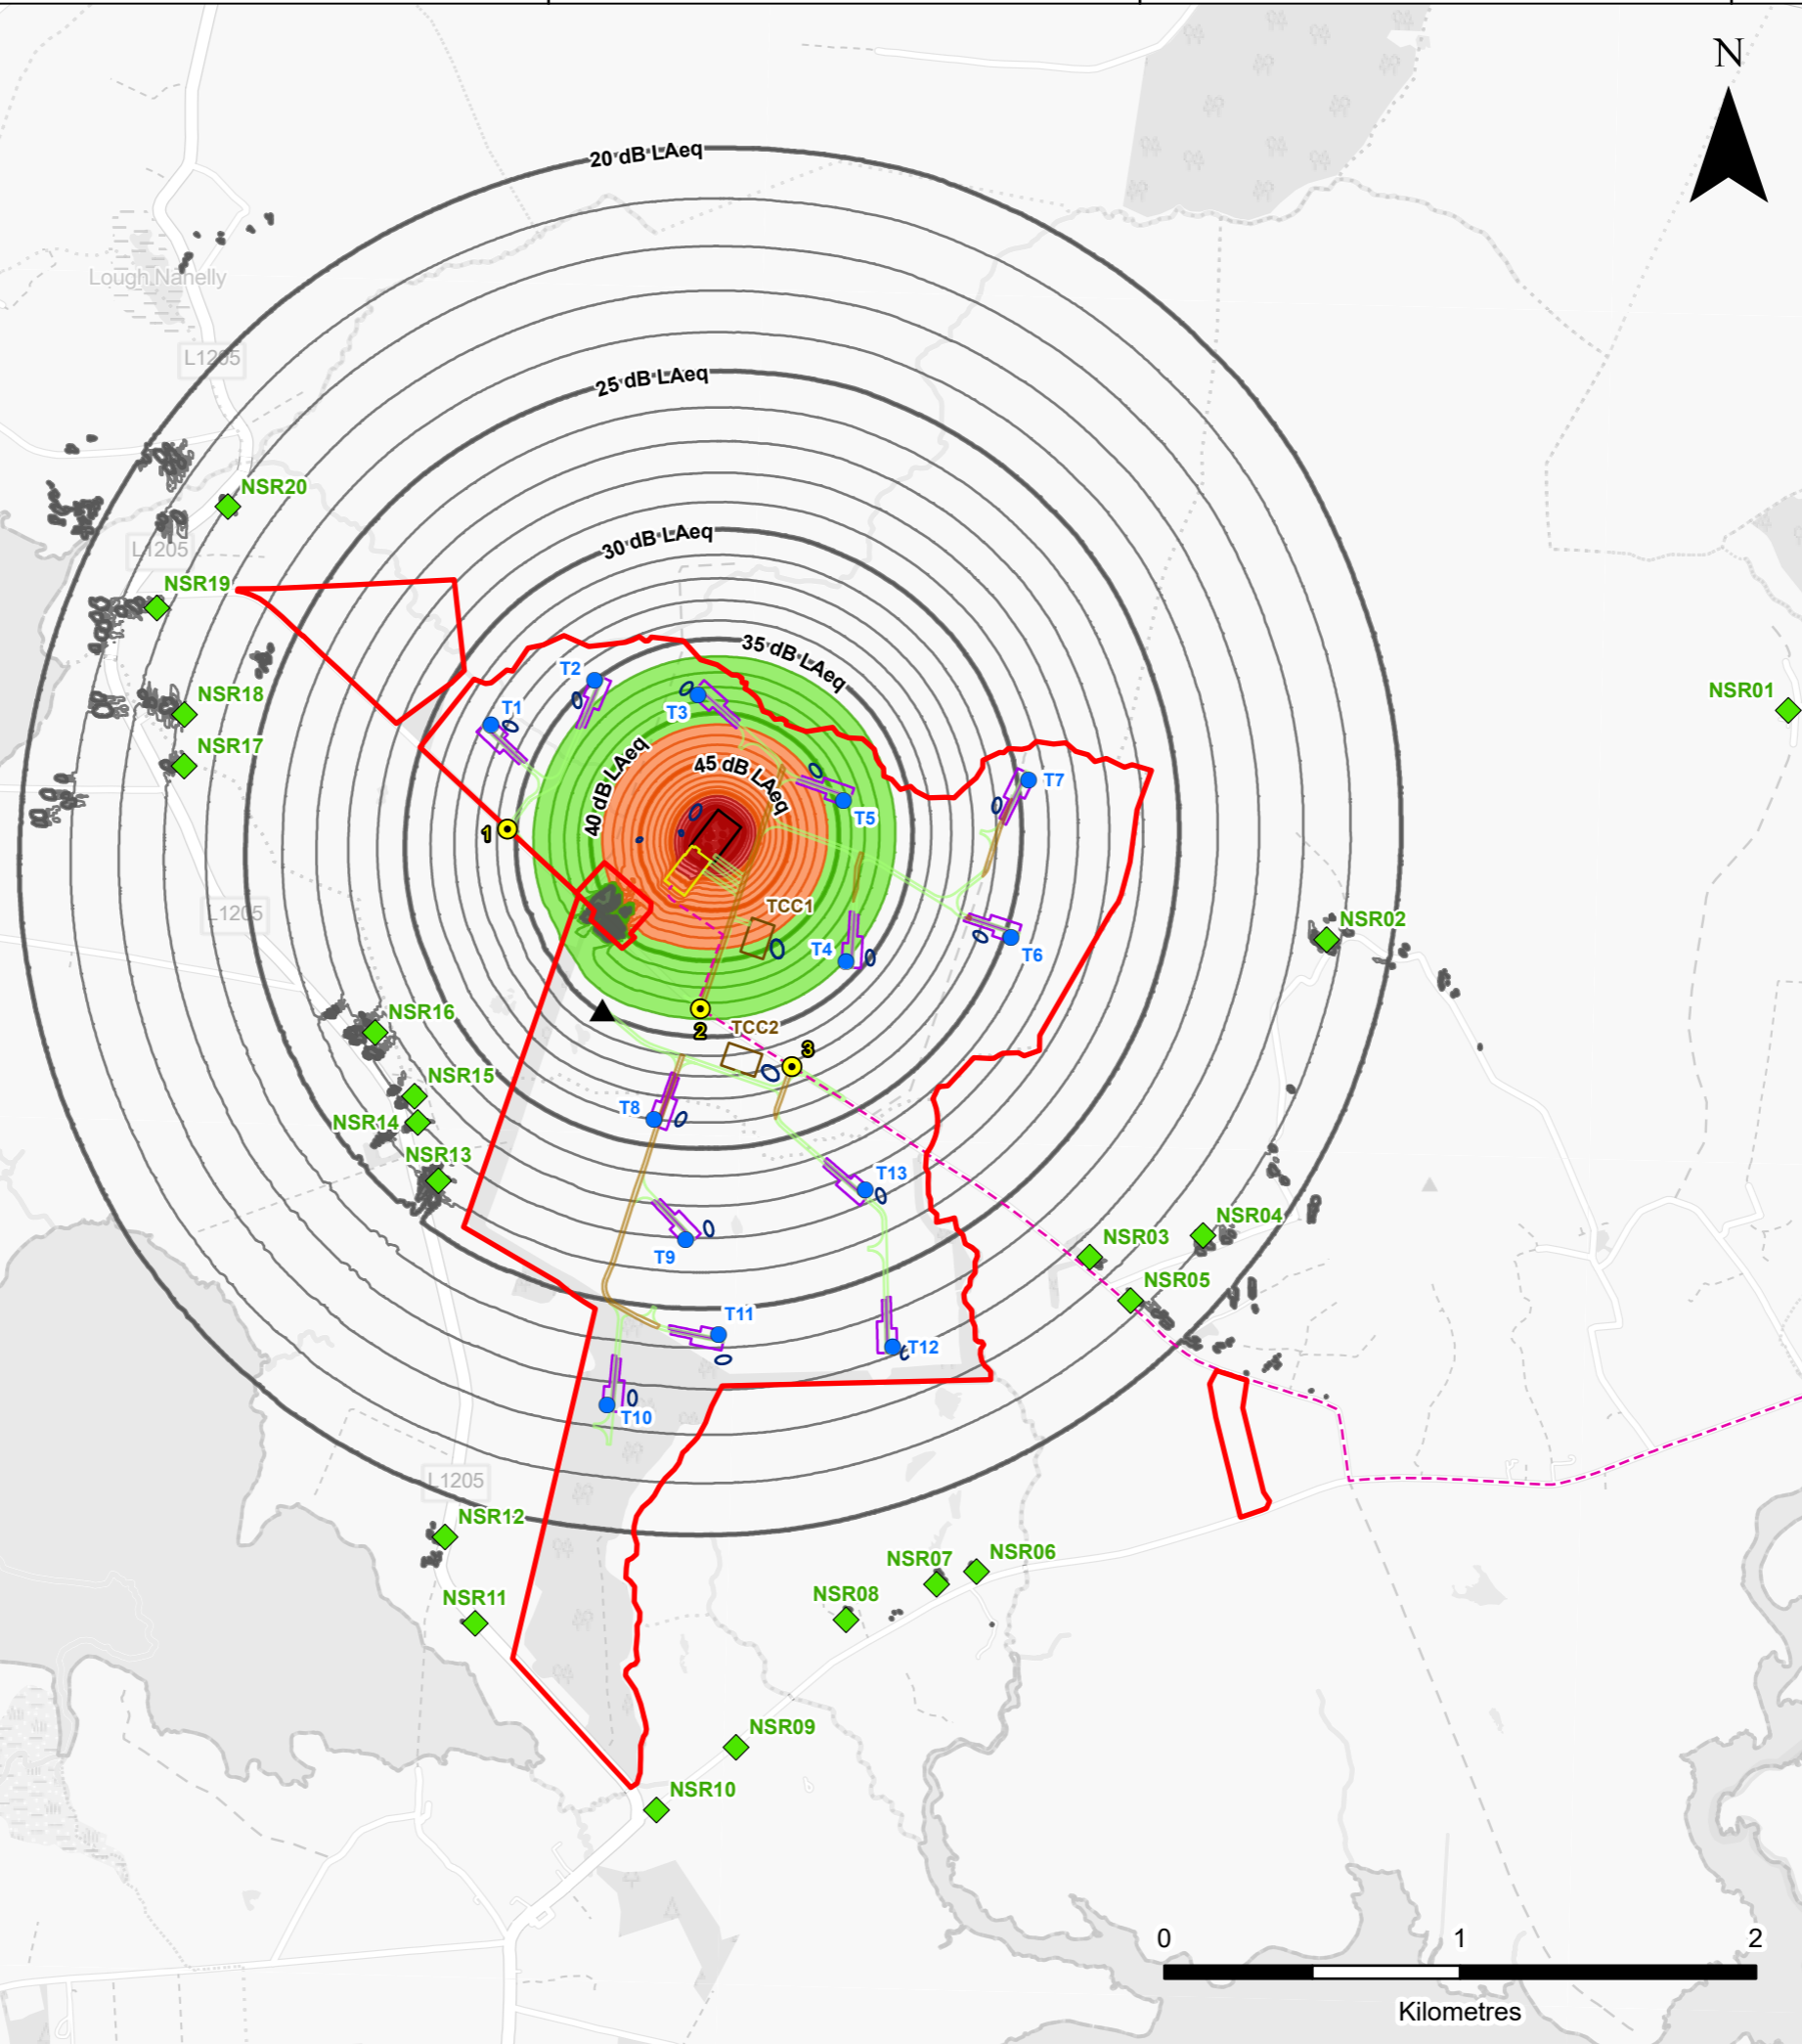 N
20 dB LAeq
Lough Nanelly
L1205
25 dB LAeq
NSR20
30 dB LAeq
L1205
NSR19
35 dB LAeq
T2
NSR01
NSR18
T1
T3
NSR17
40 dB LAeq
45 dB LAeq
T7
T5
1
TCC1
L1205
NSR02
T4
T6
NSR16
2
TCC2
3
NSR15
T8
NSR14
NSR13
T13
NSR04
NSR03
T9
NSR05
T11
T12
T10
L1205
NSR12
NSR06
NSR07
NSR08
NSR11
NSR09
NSR10
0 1 2
Kilometres